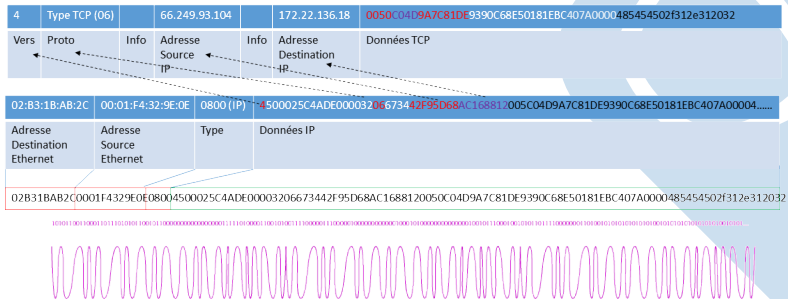 4 Type TCP (06) 66.249.93.104 172.22.136.18 0050C04D9A7C81DE9390C68E50181EBC407A0000485454502f312e312032
Vers Proto Info Adresse Source IP Info Adresse Destination IP Données TCP
02:B3:1B:AB:2C 00:01:F4:32:9E:0E 0800 (IP) 4500025C4ADE0000320667344 2F95D68AC168812005C04D9A7C81DE9390C68E50181EBC407A00004......
Adresse Destination Ethernet Adresse Source Ethernet Type Données IP
02B31BAB2C0001F4329E0E08004500025C4ADE00003206673442F95D68AC1688120050C04D9A7C81DE9390C68E50181EBC407A0000485454502f312e312032